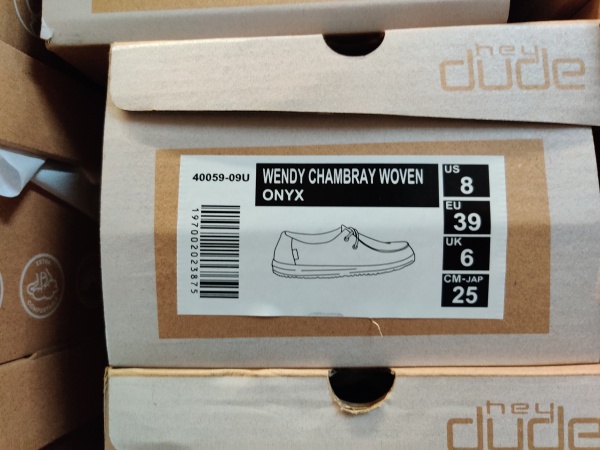 hey
dude
40059-09U
WENDY CHAMBRAY WOVEN
ONYX
US
8
EU
39
UK
6
CM-JAP
25
197002023875
hey
dude